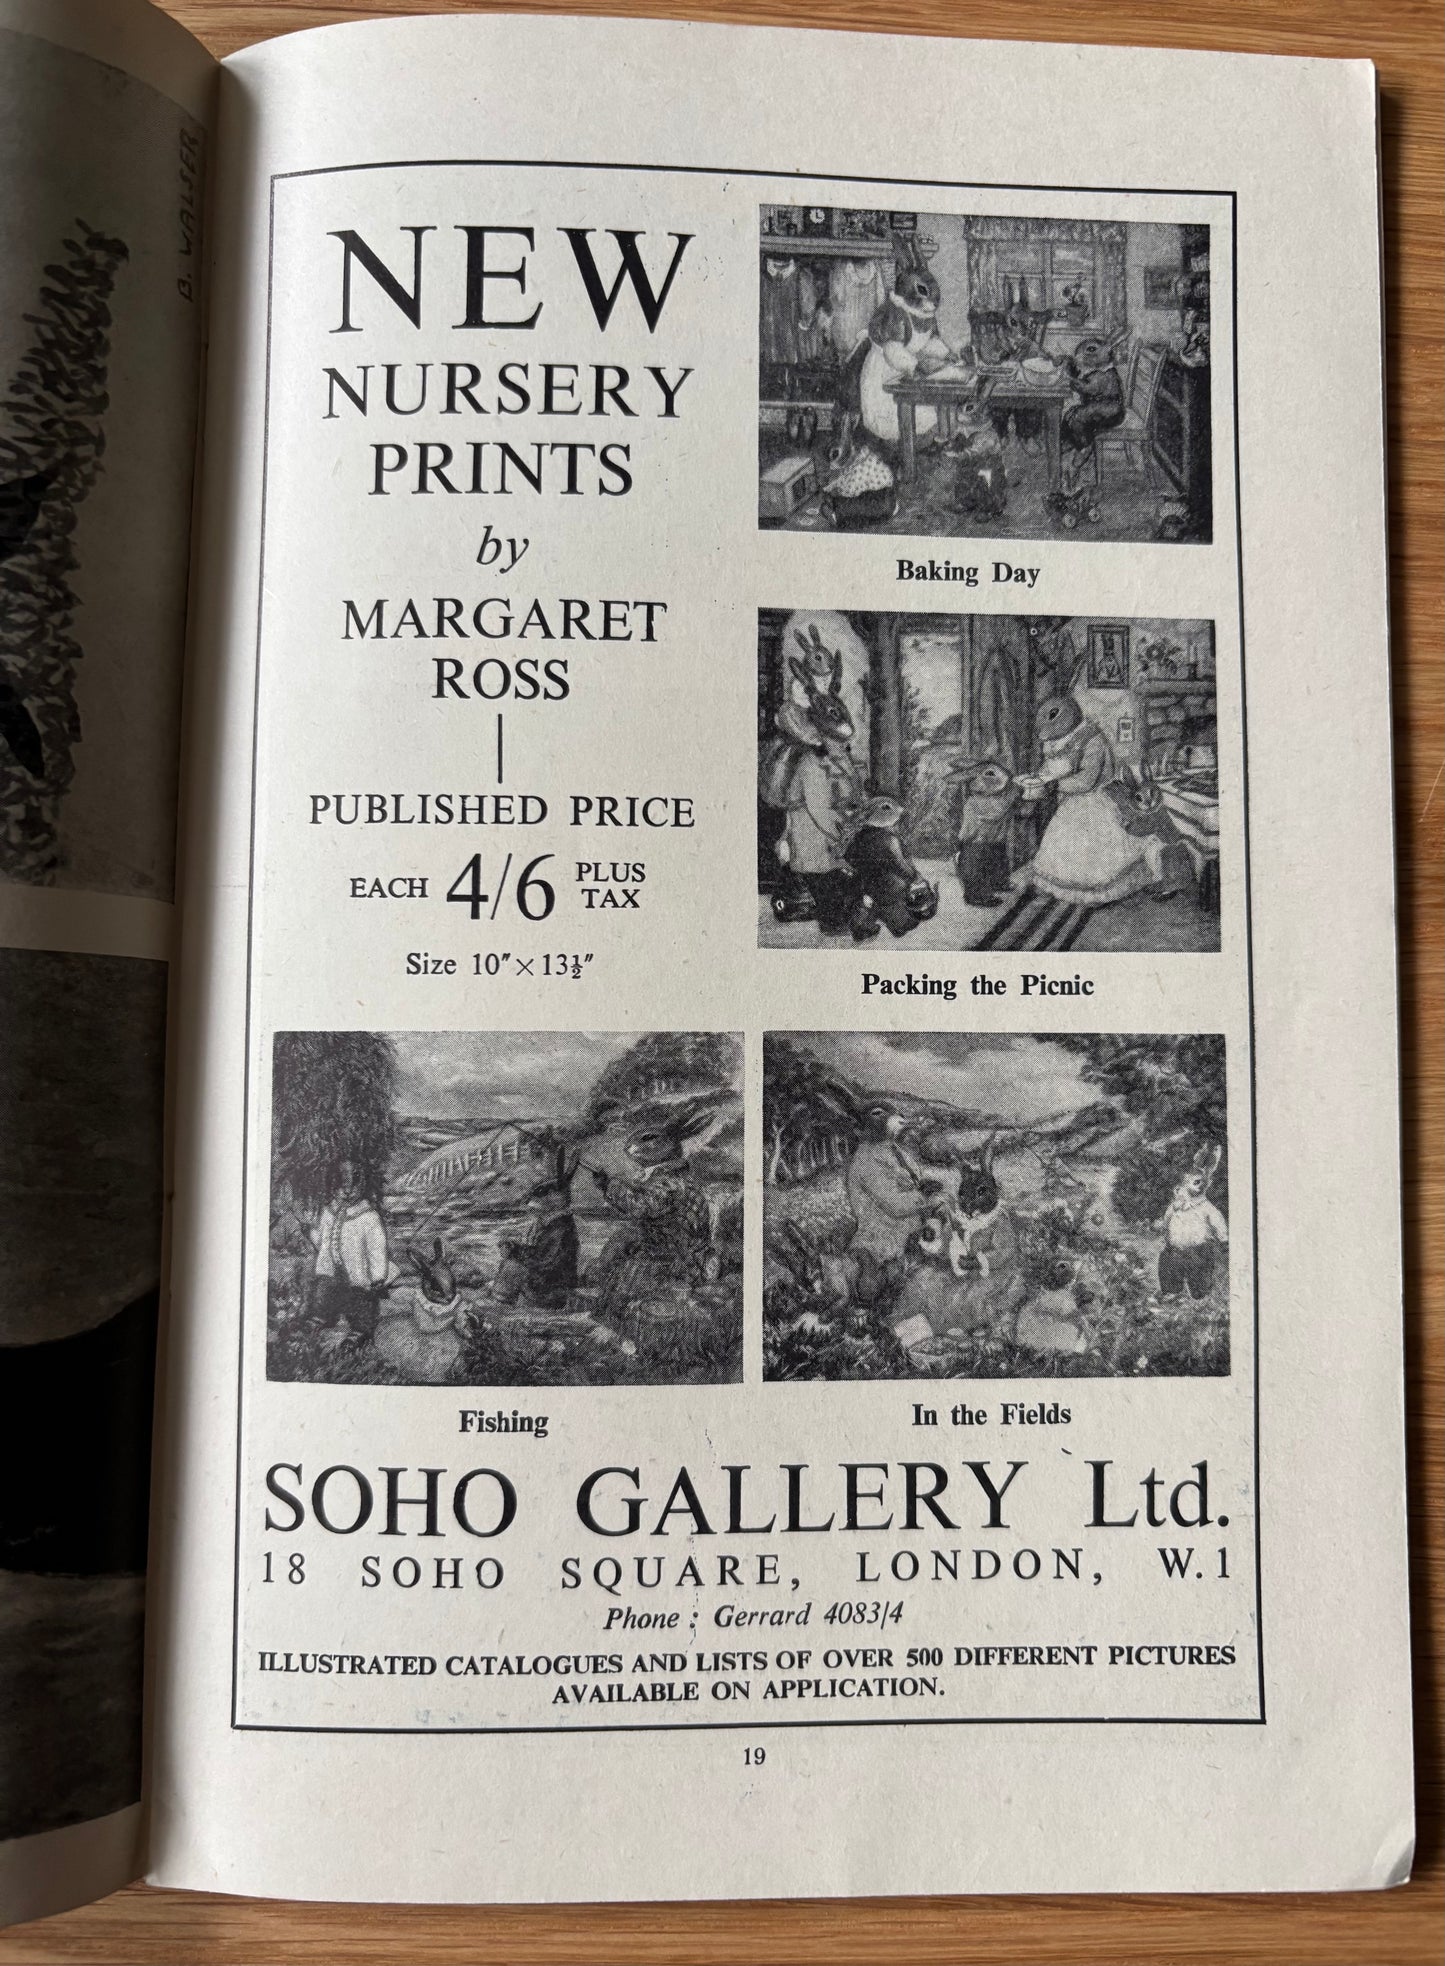 B. WALSER
NEW
NURSERY
PRINTS
by
MARGARET
ROSS
PUBLISHED PRICE
EACH 4/6 PLUS TAX
Size 10″ × 13½″
Baking Day
Packing the Picnic
Fishing
In the Fields
SOHO GALLERY Ltd.
18 SOHO SQUARE, LONDON, W.1
Phone : Gerrard 4083/4
ILLUSTRATED CATALOGUES AND LISTS OF OVER 500 DIFFERENT PICTURES
AVAILABLE ON APPLICATION.
19